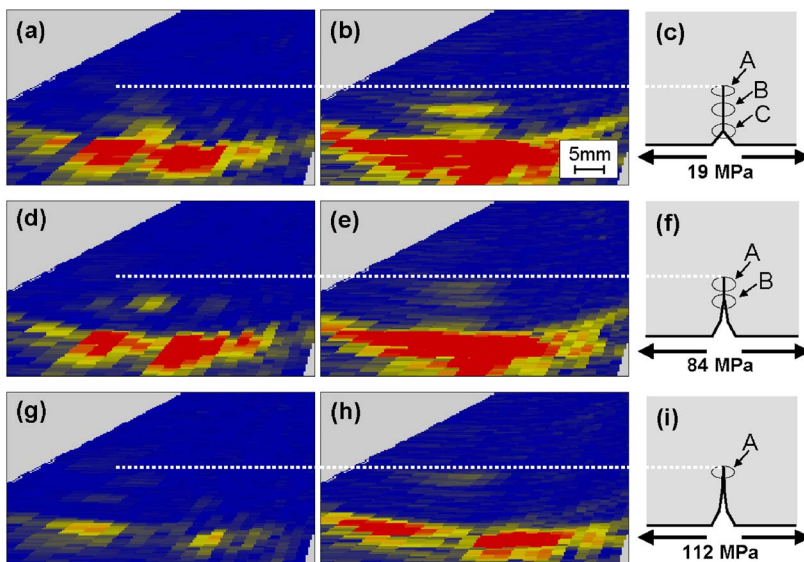 (a)
(b)
(c)
A
B
C
5mm
19 MPa
(d)
(e)
(f)
A
B
84 MPa
(g)
(h)
(i)
A
112 MPa